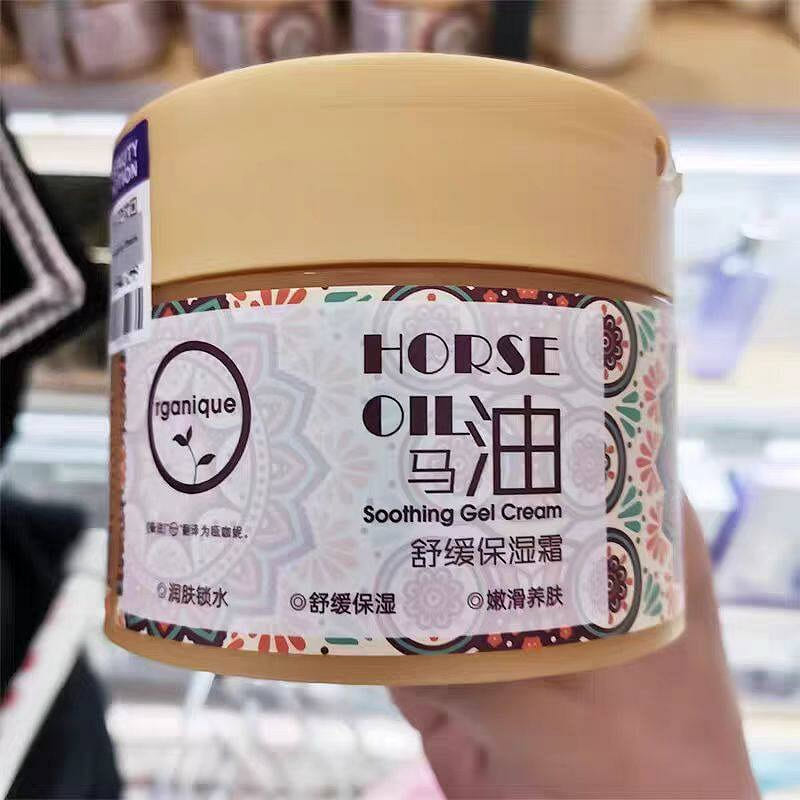 rganique
HORSE
OIL
马油
Soothing Gel Cream
舒缓保湿霜
润肤锁水
舒缓保湿
嫩滑养肤